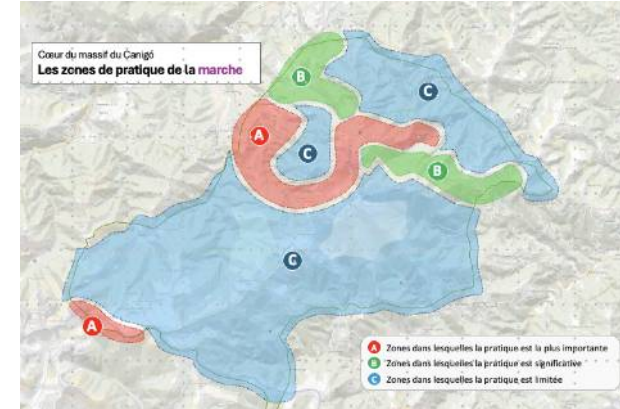 Cœur du massif du Canigó
Les zones de pratique de la marche
B
C
A
C
B
C
A
A Zones dans lesquelles la pratique est la plus importante
B Zones dans lesquelles la pratique est significative
C Zones dans lesquelles la pratique est limitée